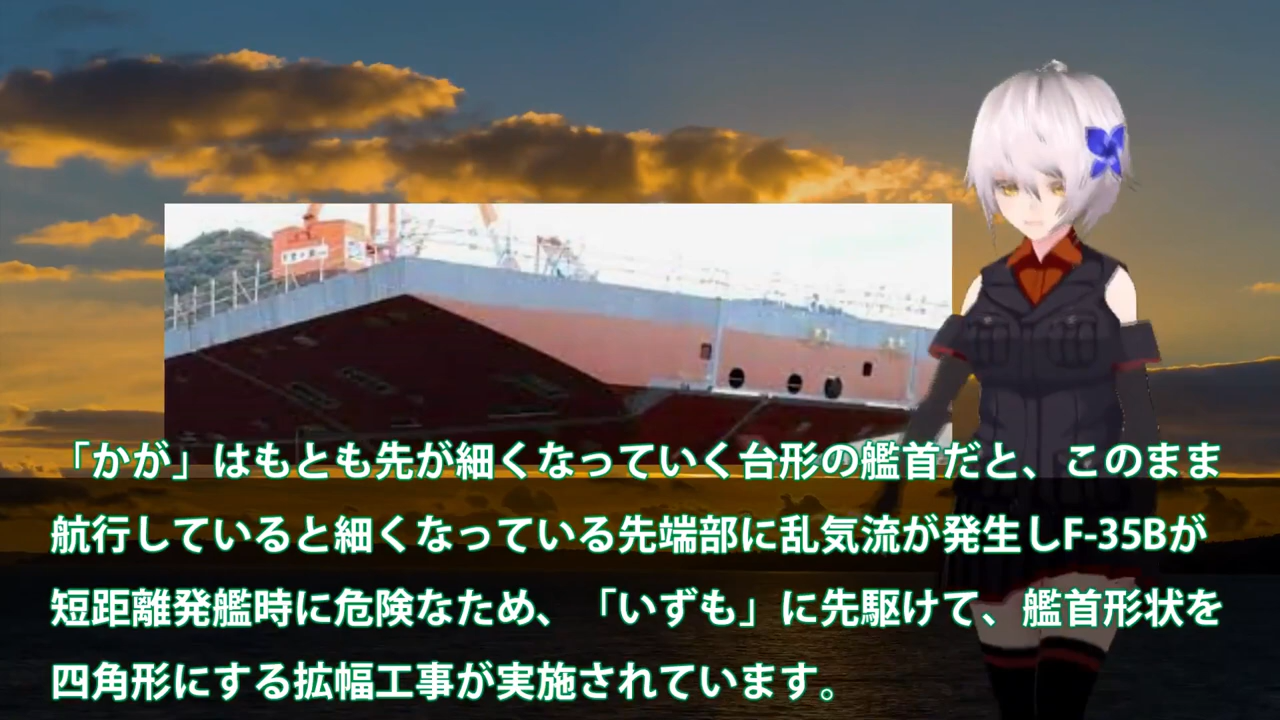 「かが」はもとも先が細くなっていく台形の艦首だと、このまま
航行していると細くなっている先端部に乱気流が発生しF-35Bが
短距離発艦時に危険なため、「いずも」に先駆けて、艦首形状を
四角形にする拡幅工事が実施されています。